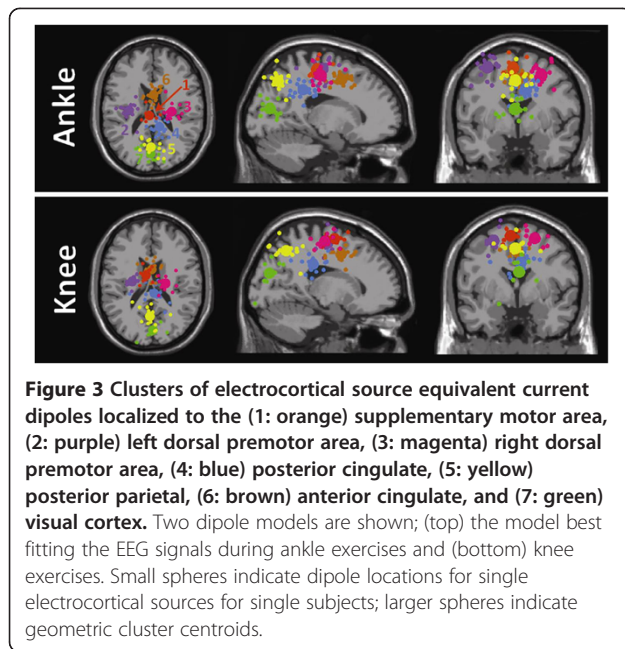 Ankle
6
1
2
3
4
5
7
Knee
Figure 3 Clusters of electrocortical source equivalent current
dipoles localized to the (1: orange) supplementary motor area,
(2: purple) left dorsal premotor area, (3: magenta) right dorsal
premotor area, (4: blue) posterior cingulate, (5: yellow)
posterior parietal, (6: brown) anterior cingulate, and (7: green)
visual cortex. Two dipole models are shown; (top) the model best
fitting the EEG signals during ankle exercises and (bottom) knee
exercises. Small spheres indicate dipole locations for single
electrocortical sources for single subjects; larger spheres indicate
geometric cluster centroids.